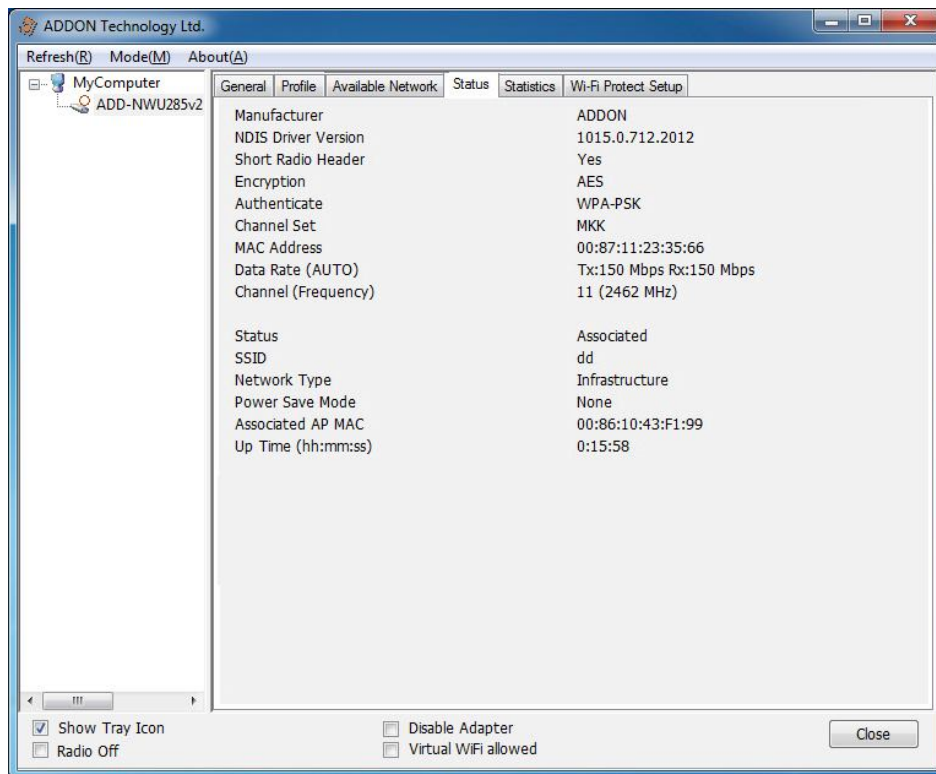 ADDON Technology Ltd.
Refresh(R) Mode(M) About(A)
MyComputer
ADD-NWU285v2
General Profile Available Network Status Statistics Wi-Fi Protect Setup
Manufacturer ADDON
NDIS Driver Version 1015.0.712.2012
Short Radio Header Yes
Encryption AES
Authenticate WPA-PSK
Channel Set MKK
MAC Address 00:87:11:23:35:66
Data Rate (AUTO) Tx:150 Mbps Rx:150 Mbps
Channel (Frequency) 11 (2462 MHz)
Status Associated
SSID dd
Network Type Infrastructure
Power Save Mode None
Associated AP MAC 00:86:10:43:F1:99
Up Time (hh:mm:ss) 0:15:58
Show Tray Icon Disable Adapter Close
Radio Off Virtual WiFi allowed